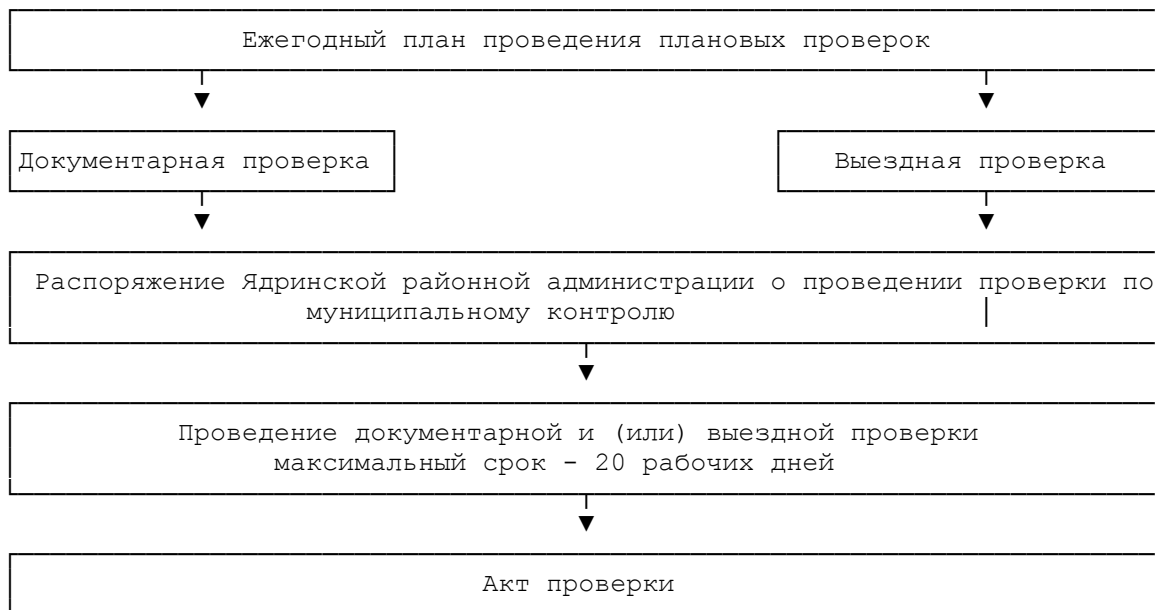 Ежегодный план проведения плановых проверок
Документарная проверка
Выездная проверка
Распоряжение Ядринской районной администрации о проведении проверки по
муниципальному контролю
Проведение документарной и (или) выездной проверки
максимальный срок - 20 рабочих дней
Акт проверки